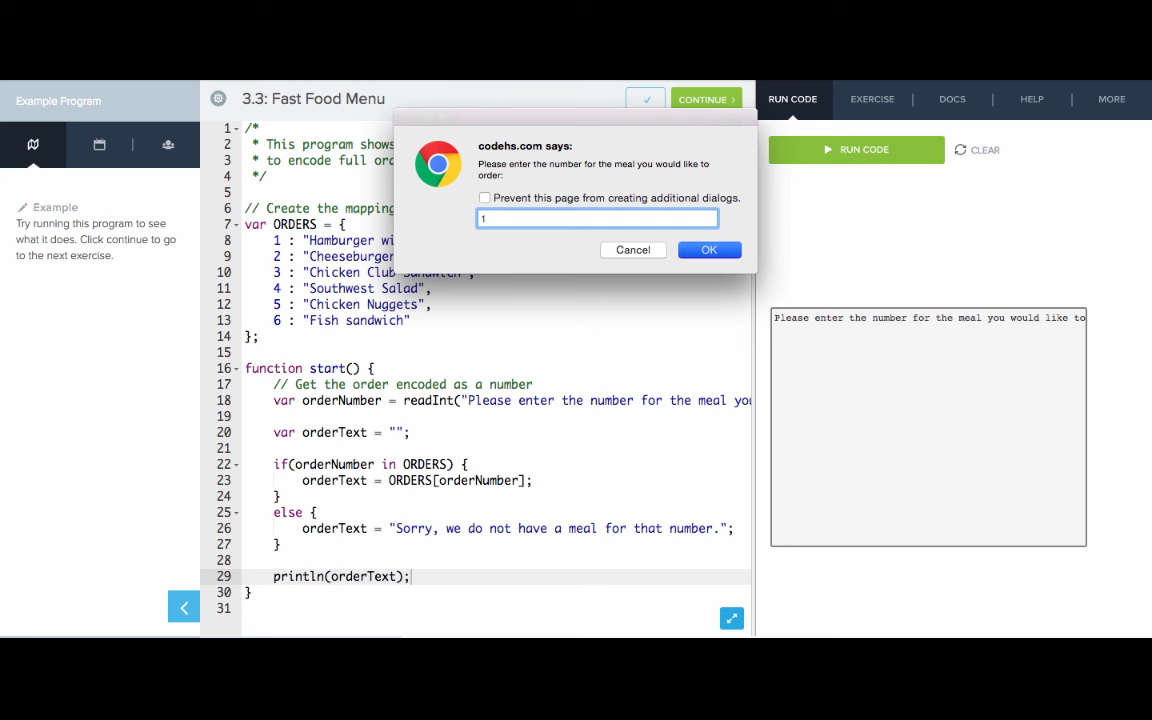 Example Program
3.3: Fast Food Menu
CONTINUE >
RUN CODE
EXERCISE
DOCS
HELP
MORE
Example
Try running this program to see
what it does. Click continue to go
to the next exercise.
1 /*
2 * This program shows
3 * to encode full
4 */
5
6 // Create the mapping
7 var ORDERS = {
8 1 : "Hamburger
9 2 : "Cheeseburger
10 3 : "Chicken Club Sandwich",
11 4 : "Southwest Salad",
12 5 : "Chicken Nuggets",
13 6 : "Fish sandwich"
14 };
15
16 function start() {
17 // Get the order encoded as a number
18 var orderNumber = readInt("Please enter the number for the meal
19
20 var orderText = "";
21
22 if(orderNumber in ORDERS) {
23 orderText = ORDERS[orderNumber];
24 }
25 else {
26 orderText = "Sorry, we do not have a meal for that number.";
27 }
28
29 println(orderText);
30 }
31
codehs.com says:
Please enter the number for the meal you would like to
order:
Prevent this page from creating additional dialogs.
1
Cancel
OK
RUN CODE
CLEAR
Please enter the number for the meal you would like to